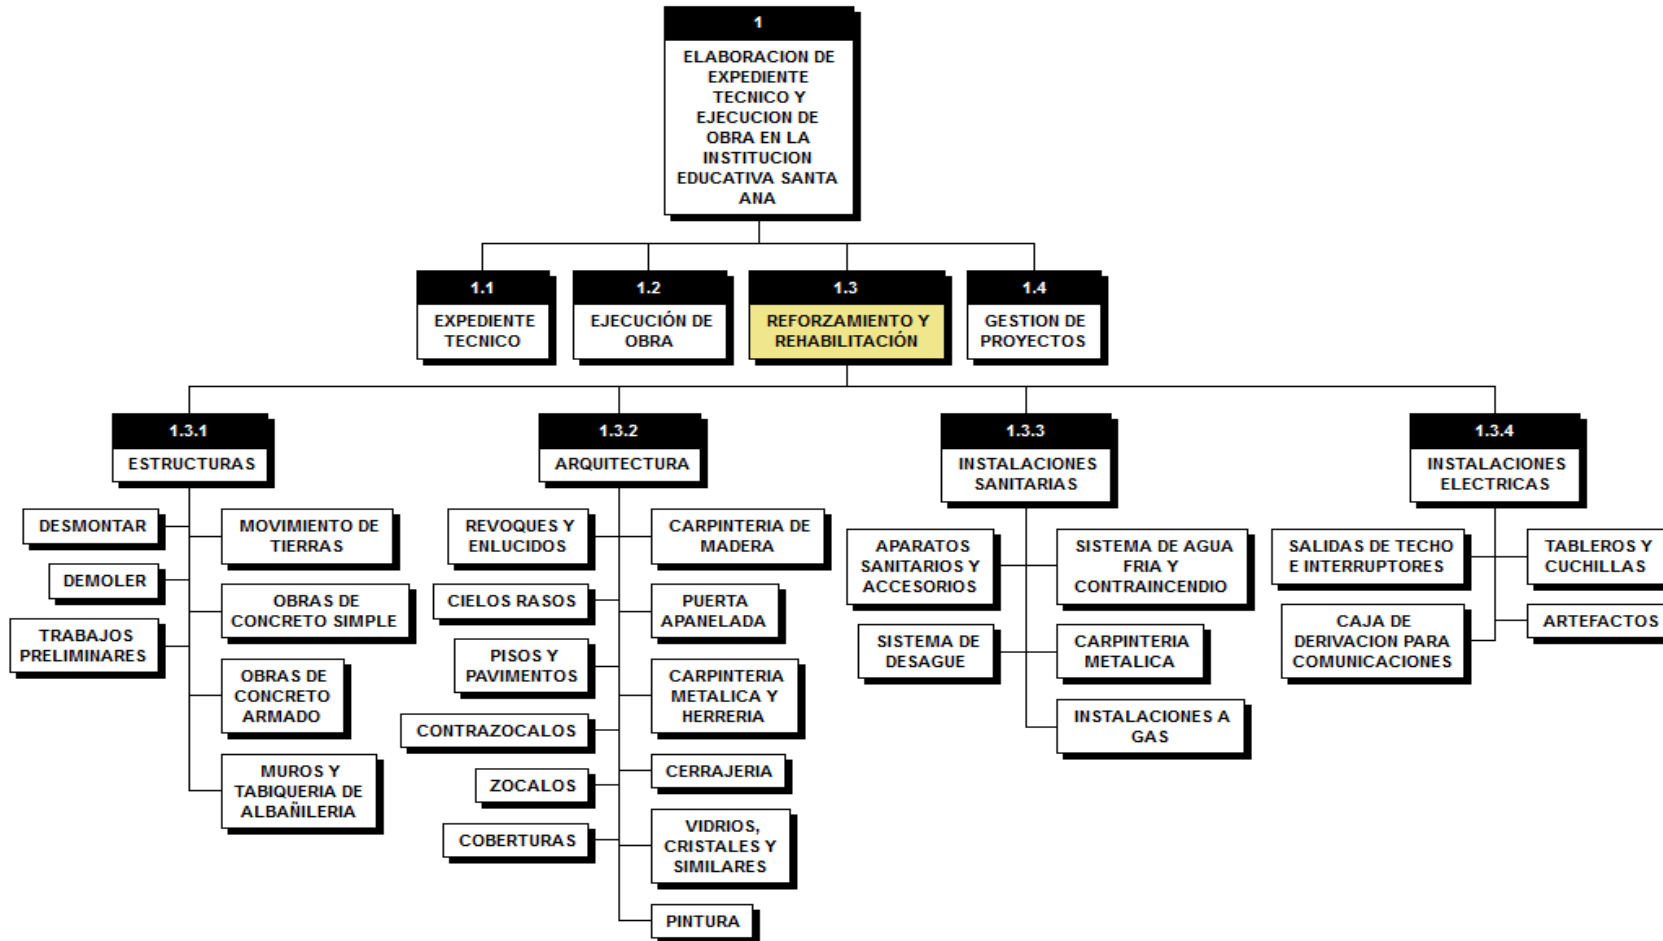 1
ELABORACION DE
EXPEDIENTE
TECNICO Y
EJECUCION DE
OBRA EN LA
INSTITUCION
EDUCATIVA SANTA
ANA
1.1
EXPEDIENTE
TECNICO
1.2
EJECUCIÓN DE
OBRA
1.3
REFORZAMIENTO Y
REHABILITACIÓN
1.4
GESTION DE
PROYECTOS
1.3.1
ESTRUCTURAS
DESMONTAR
DEMOLER
TRABAJOS
PRELIMINARES
MOVIMIENTO DE
TIERRAS
OBRAS DE
CONCRETO SIMPLE
OBRAS DE
CONCRETO
ARMADO
MUROS Y
TABIQUERIA DE
ALBAÑILERIA
1.3.2
ARQUITECTURA
REVOQUES Y
ENLUCIDOS
CIELOS RASOS
PISOS Y
PAVIMENTOS
CONTRAZOCALOS
ZOCALOS
COBERTURAS
CARPINTERIA DE
MADERA
PUERTA
APANELADA
CARPINTERIA
METALICA Y
HERRERIA
CERRAJERIA
VIDRIOS,
CRISTALES Y
SIMILARES
PINTURA
1.3.3
INSTALACIONES
SANITARIAS
APARATOS
SANITARIOS Y
ACCESORIOS
SISTEMA DE
DESAGUE
SISTEMA DE AGUA
FRIA Y
CONTRAINCENDIO
CARPINTERIA
METALICA
INSTALACIONES A
GAS
1.3.4
INSTALACIONES
ELECTRICAS
SALIDAS DE TECHO
E INTERRUPTORES
CAJA DE
DERIVACION PARA
COMUNICACIONES
TABLEROS Y
CUCHILLAS
ARTEFACTOS